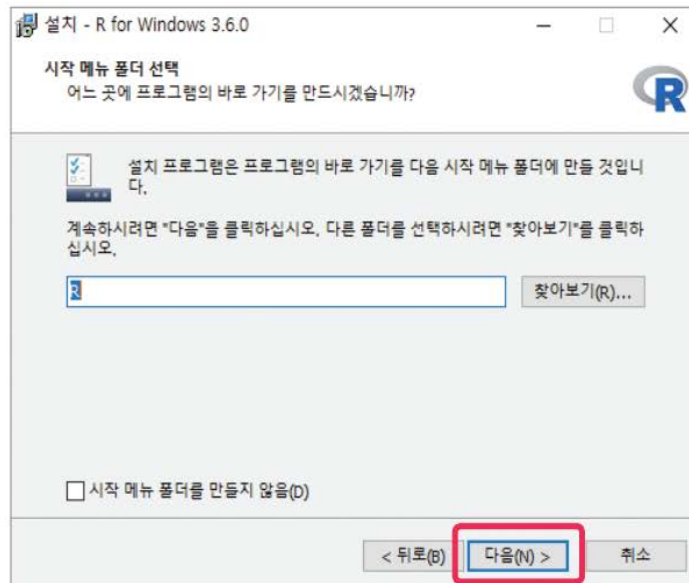 설치 - R for Windows 3.6.0
시작 메뉴 폴더 선택
어느 곳에 프로그램의 바로 가기를 만드시겠습니까?
R
설치 프로그램은 프로그램의 바로 가기를 다음 시작 메뉴 폴더에 만들 것입니
다.
계속하시려면 "다음"을 클릭하십시오. 다른 폴더를 선택하시려면 "찾아보기"를 클릭하
십시오.
R
찾아보기(R)...
시작 메뉴 폴더를 만들지 않음(D)
< 뒤로(B)
다음(N) >
취소